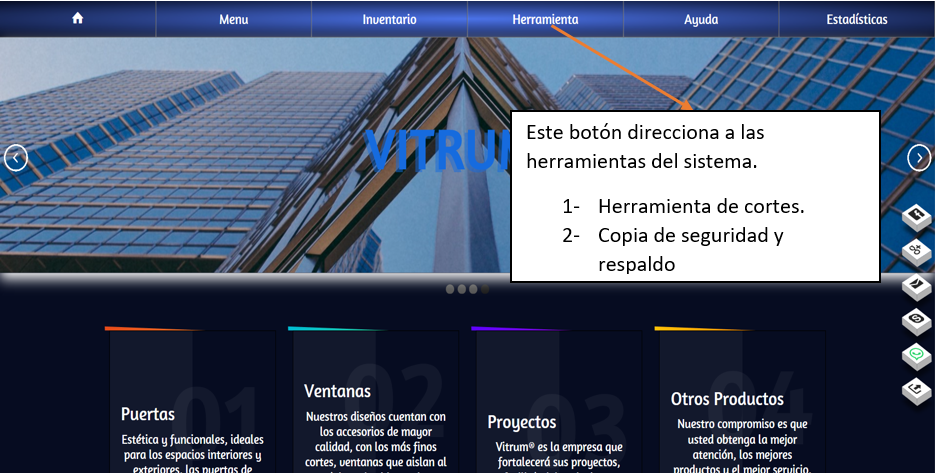 Menu
Inventario
Herramienta
Ayuda
Estadísticas
Este botón direcciona a las
herramientas del sistema.
1- Herramienta de cortes.
2- Copia de seguridad y
respaldo
VITRUM
01
Puertas
Estética y funcionales, ideales
para los espacios interiores y
exteriores, las puertas de
02
Ventanas
Nuestros diseños cuentan con
los accesorios de mayor
calidad, con los más finos
cortes, ventanas que aislan al
03
Proyectos
Vitrum® es la empresa que
fortalecerá sus proyectos,
04
Otros Productos
Nuestro compromiso es que
usted obtenga la mejor
atención, los mejores
productos y el mejor servicio.